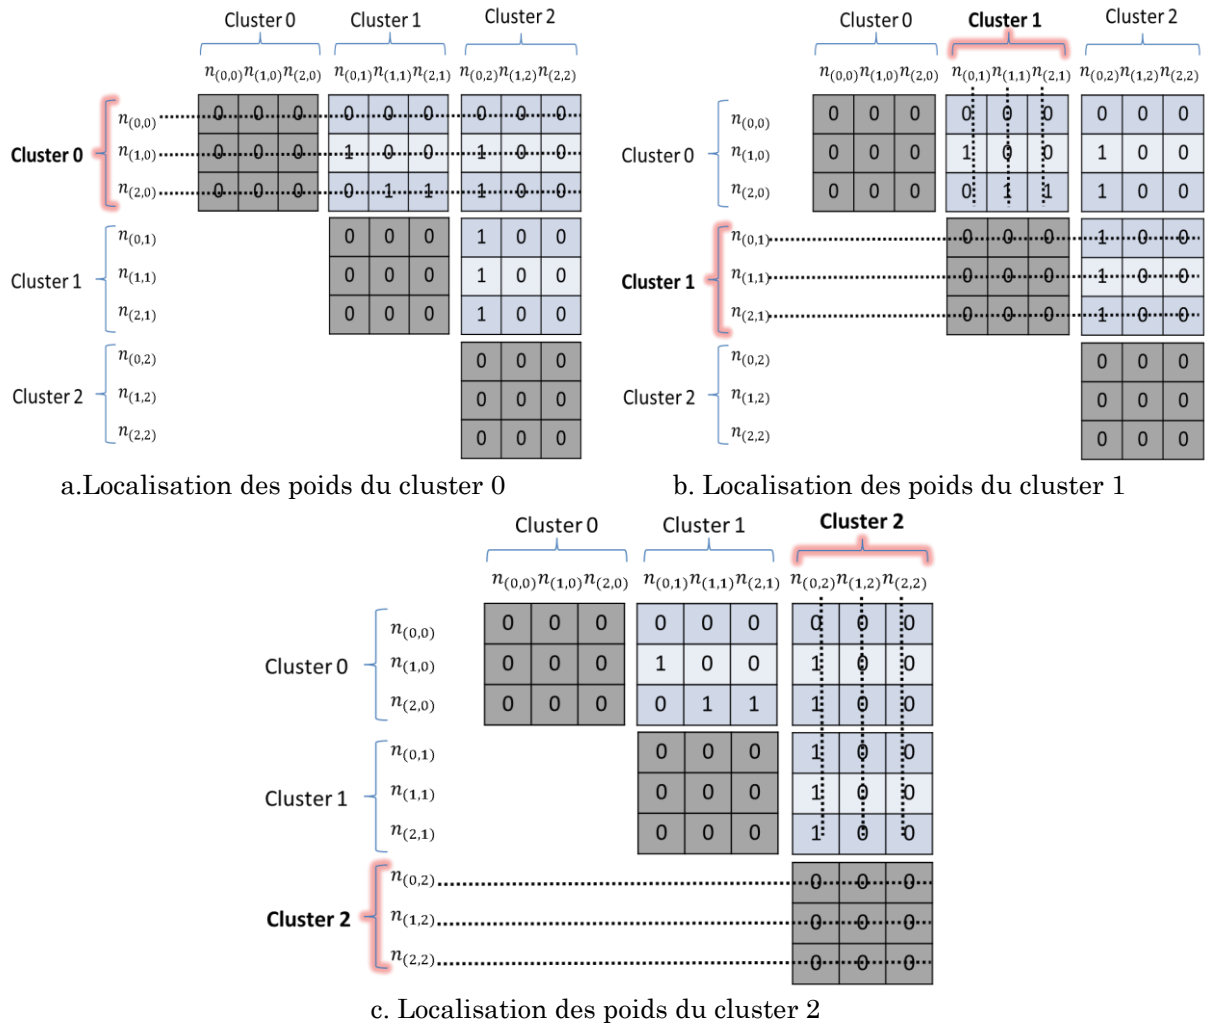 Cluster 0 Cluster 1 Cluster 2
n(0,0) n(1,0) n(2,0) n(0,1) n(1,1) n(2,1) n(0,2) n(1,2) n(2,2)
n(0,0) 0 0 0 0 0 0 0 0 0
Cluster 0 n(1,0) 0 0 0 1 0 0 1 0 0
n(2,0) 0 0 0 0 1 1 1 0 0
n(0,1) 0 0 0 1 0 0
Cluster 1 n(1,1) 0 0 0 1 0 0
n(2,1) 0 0 0 1 0 0
n(0,2) 0 0 0
Cluster 2 n(1,2) 0 0 0
n(2,2) 0 0 0
a.Localisation des poids du cluster 0
Cluster 0 Cluster 1 Cluster 2
n(0,0) n(1,0) n(2,0) n(0,1) n(1,1) n(2,1) n(0,2) n(1,2) n(2,2)
n(0,0) 0 0 0 0 0 0 0 0 0
Cluster 0 n(1,0) 0 0 0 1 0 0 1 0 0
n(2,0) 0 0 0 0 1 1 1 0 0
n(0,1) 0 0 0 1 0 0
Cluster 1 n(1,1) 0 0 0 1 0 0
n(2,1) 0 0 0 1 0 0
n(0,2) 0 0 0
Cluster 2 n(1,2) 0 0 0
n(2,2) 0 0 0
b. Localisation des poids du cluster 1
Cluster 0 Cluster 1 Cluster 2
n(0,0) n(1,0) n(2,0) n(0,1) n(1,1) n(2,1) n(0,2) n(1,2) n(2,2)
n(0,0) 0 0 0 0 0 0 0 0 0
Cluster 0 n(1,0) 0 0 0 1 0 0 1 0 0
n(2,0) 0 0 0 0 1 1 1 0 0
n(0,1) 0 0 0 1 0 0
Cluster 1 n(1,1) 0 0 0 1 0 0
n(2,1) 0 0 0 1 0 0
n(0,2) 0 0 0
Cluster 2 n(1,2) 0 0 0
n(2,2) 0 0 0
c. Localisation des poids du cluster 2